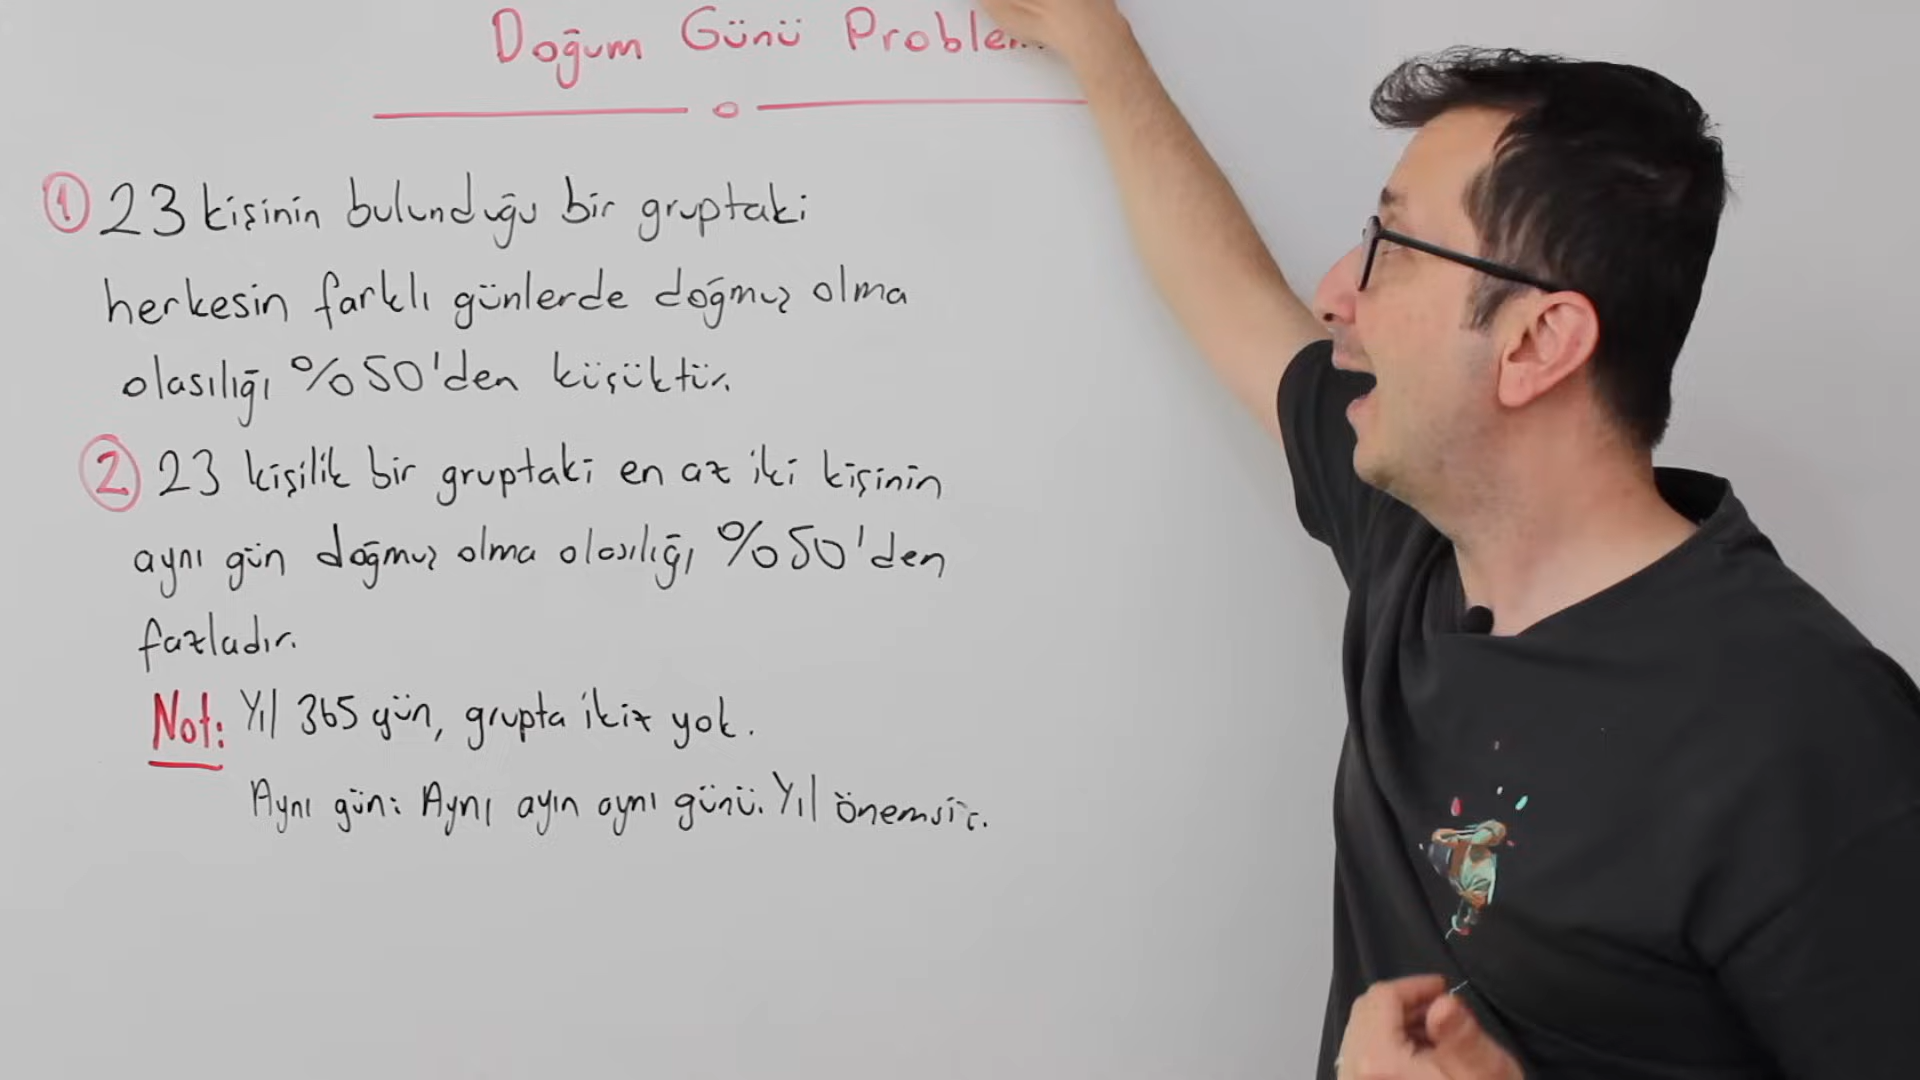 Doğum Günü Problem
① 23 kişinin bulunduğu bir gruptaki
herkesin farklı günlerde doğmuş olma
olasılığı %50'den küçüktür.
② 23 kişilik bir gruptaki en az iki kişinin
aynı gün doğmuş olma olasılığı %50'den
fazladır.
Not: Yıl 365 gün, grupta ikiz yok.
Aynı gün: Aynı ayın aynı günü. Yıl önemsiz.